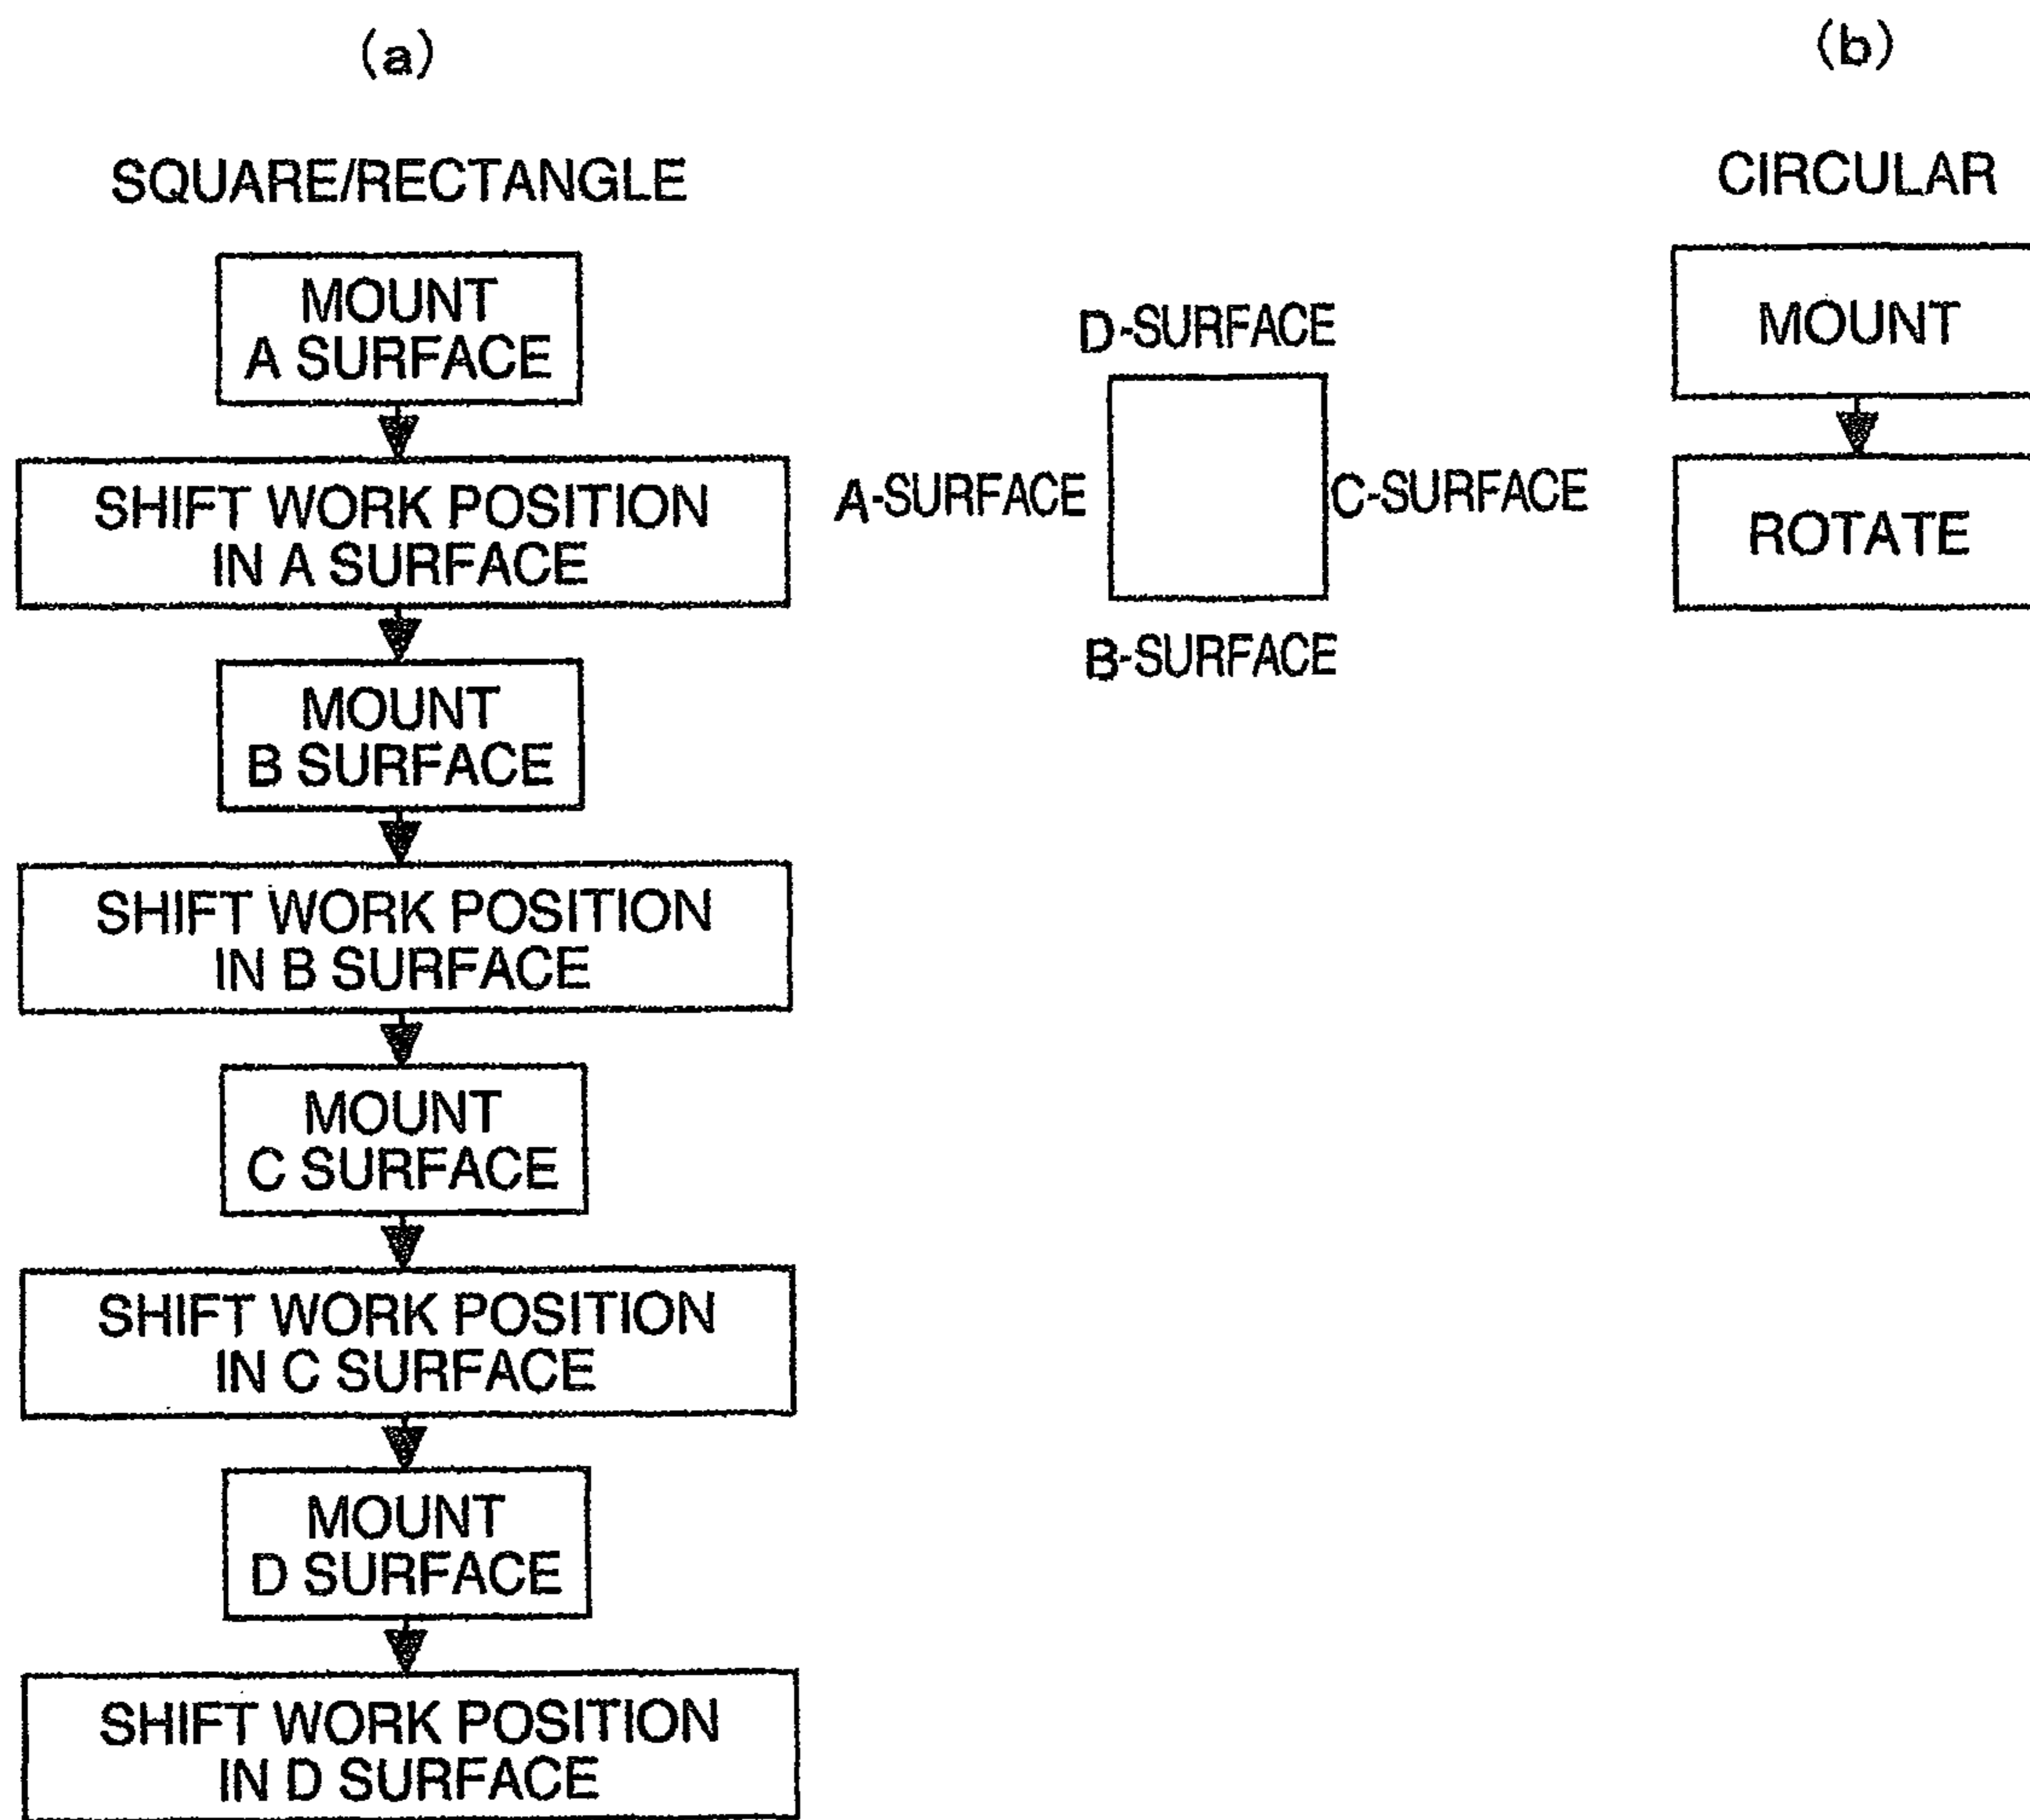 (a)
SQUARE/RECTANGLE
MOUNT
A SURFACE
SHIFT WORK POSITION
IN A SURFACE
MOUNT
B SURFACE
SHIFT WORK POSITION
IN B SURFACE
MOUNT
C SURFACE
SHIFT WORK POSITION
IN C SURFACE
MOUNT
D SURFACE
SHIFT WORK POSITION
IN D SURFACE
D-SURFACE
A-SURFACE
C-SURFACE
B-SURFACE
(b)
CIRCULAR
MOUNT
ROTATE